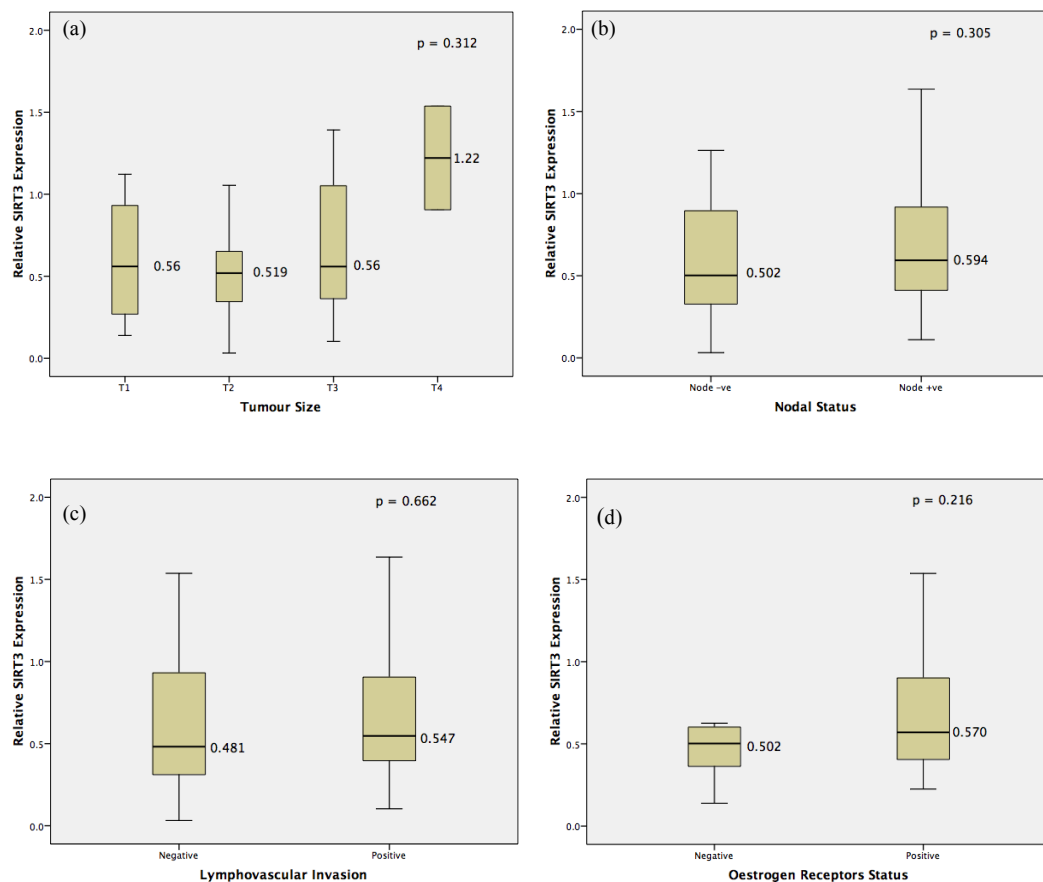 (a)
p = 0.312
Relative SIRT3 Expression
2.0
1.5
1.0
0.5
0.0
0.56
0.519
0.56
1.22
T1 T2 T3 T4
Tumour Size
(b)
p = 0.305
Relative SIRT3 Expression
2.0
1.5
1.0
0.5
0.0
0.502
0.594
Node -ve Node +ve
Nodal Status
(c)
p = 0.662
Relative SIRT3 Expression
2.0
1.5
1.0
0.5
0.0
0.481
0.547
Negative Positive
Lymphovascular Invasion
(d)
p = 0.216
Relative SIRT3 Expression
2.0
1.5
1.0
0.5
0.0
0.502
0.570
Negative Positive
Oestrogen Receptors Status